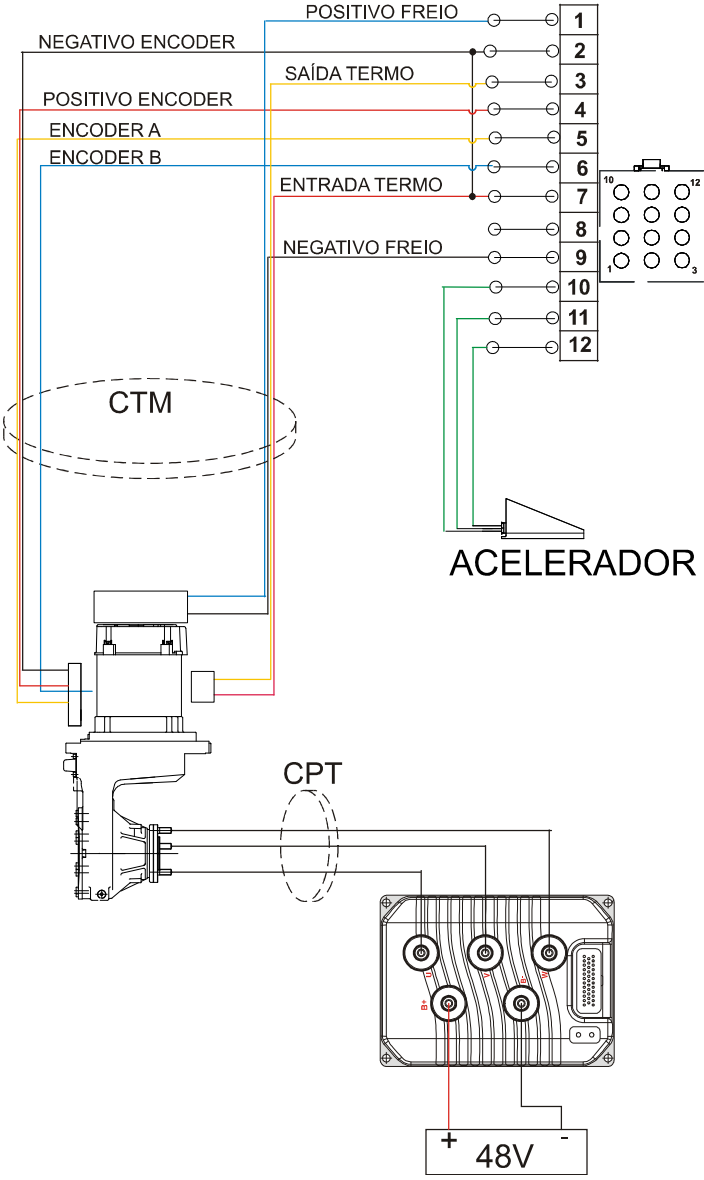 POSITIVO FREIO
1
NEGATIVO ENCODER
2
SAÍDA TERMO
3
POSITIVO ENCODER
4
ENCODER A
5
ENCODER B
6
ENTRADA TERMO
7
8
NEGATIVO FREIO
9
10
11
12
10 12
1 3
CTM
ACELERADOR
CPT
U V W
B+ B-
+ -
48V